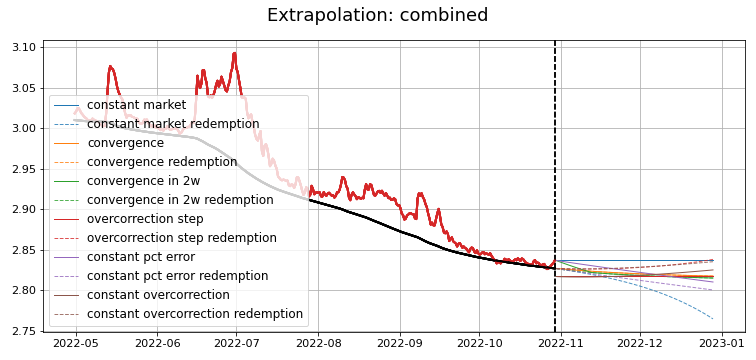 Extrapolation: combined
3.10
3.05
3.00
2.95
2.90
2.85
2.80
2.75
constant market
constant market redemption
convergence
convergence redemption
convergence in 2w
convergence in 2w redemption
overcorrection step
overcorrection step redemption
constant pct error
constant pct error redemption
constant overcorrection
constant overcorrection redemption
2022-05 2022-06 2022-07 2022-08 2022-09 2022-10 2022-11 2022-12 2023-01